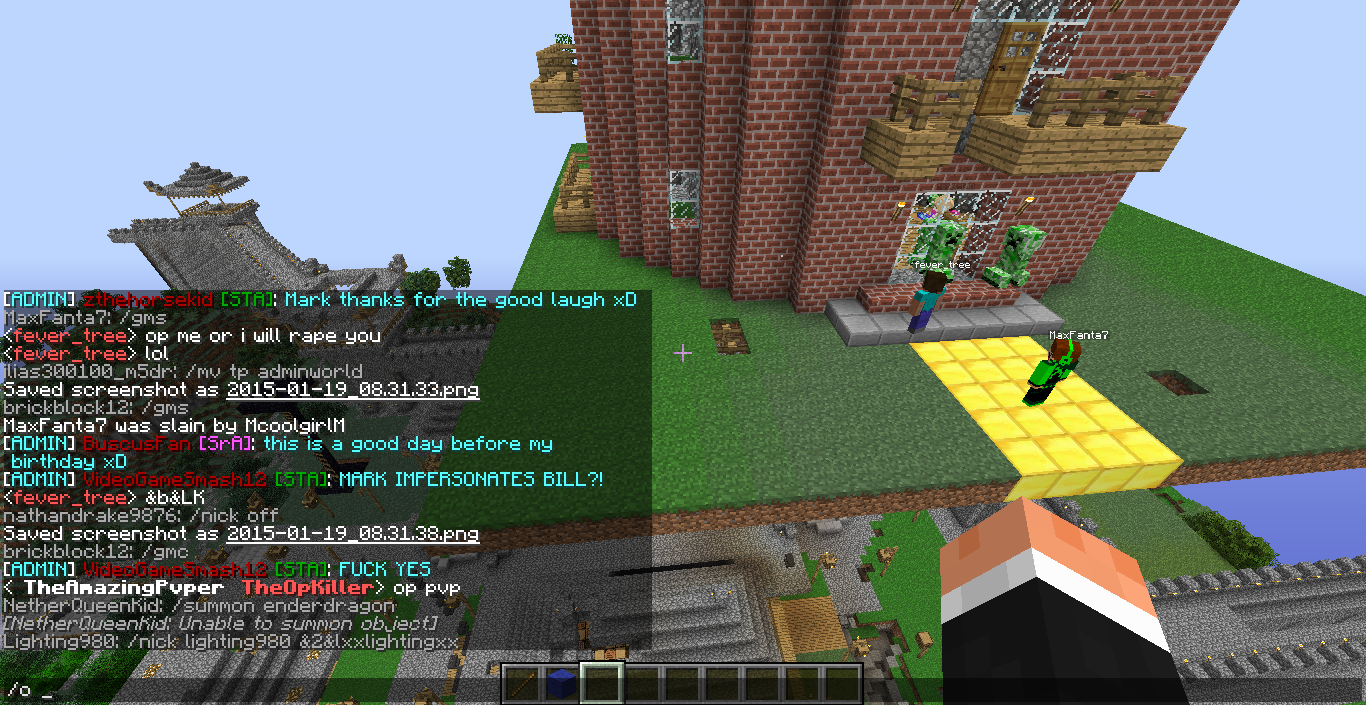 fever_tree
MaxFanta7
[ADMIN] zthehorsekid [STA]: Mark thanks for the good laugh xD
MaxFanta7: /gms
<fever_tree> op me or i will rape you
<fever_tree> lol
ilias300100_m5dr: /mv tp adminworld
Saved screenshot as 2015-01-19_08.31.33.png
brickblock12: /gms
MaxFanta7 was slain by McoolgirlM
[ADMIN] BuscusFan [SrA]: this is a good day before my
birthday xD
[ADMIN] VideoGameSmash12 [STA]: MARK IMPERSONATES BILL?!
<fever_tree> &b&LK
nathandrake9876: /nick off
Saved screenshot as 2015-01-19_08.31.38.png
brickblock12: /gmc
[ADMIN] VideoGameSmash12 [STA]: FUCK YES
< TheAmazingPvper TheOpKiller> op pvp
NetherQueenKid: /summon enderdragon
[NetherQueenKid: Unable to summon object]
Lighting980: /nick lighting980 &2&lxxlightingxx
/o _